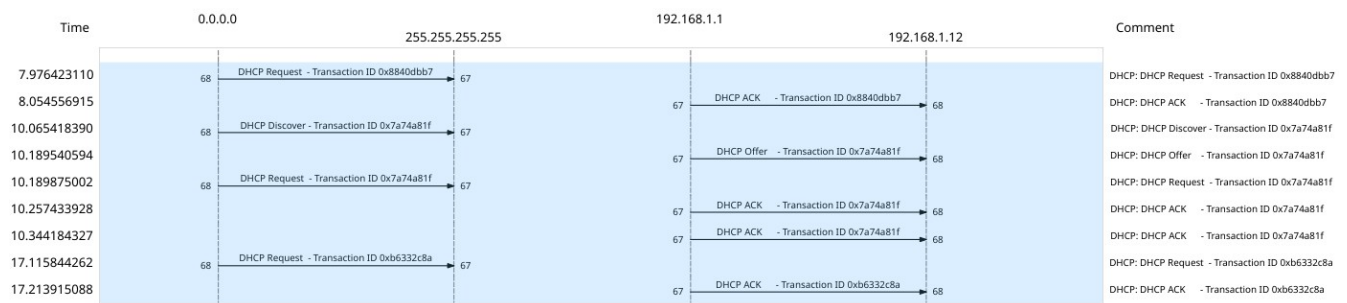 0.0.0.0 192.168.1.1
Time 255.255.255.255 192.168.1.12 Comment
7.976423110 68 DHCP Request - Transaction ID 0x8840dbb7 67 DHCP: DHCP Request - Transaction ID 0x8840dbb7
8.054556915 67 DHCP ACK - Transaction ID 0x8840dbb7 68 DHCP: DHCP ACK - Transaction ID 0x8840dbb7
10.065418390 68 DHCP Discover - Transaction ID 0x7a74a81f 67 DHCP: DHCP Discover - Transaction ID 0x7a74a81f
10.189540594 67 DHCP Offer - Transaction ID 0x7a74a81f 68 DHCP: DHCP Offer - Transaction ID 0x7a74a81f
10.189875002 68 DHCP Request - Transaction ID 0x7a74a81f 67 DHCP: DHCP Request - Transaction ID 0x7a74a81f
10.257433928 67 DHCP ACK - Transaction ID 0x7a74a81f 68 DHCP: DHCP ACK - Transaction ID 0x7a74a81f
10.344184327 67 DHCP ACK - Transaction ID 0x7a74a81f 68 DHCP: DHCP ACK - Transaction ID 0x7a74a81f
17.115844262 68 DHCP Request - Transaction ID 0xb6332c8a 67 DHCP: DHCP Request - Transaction ID 0xb6332c8a
17.213915088 67 DHCP ACK - Transaction ID 0xb6332c8a 68 DHCP: DHCP ACK - Transaction ID 0xb6332c8a